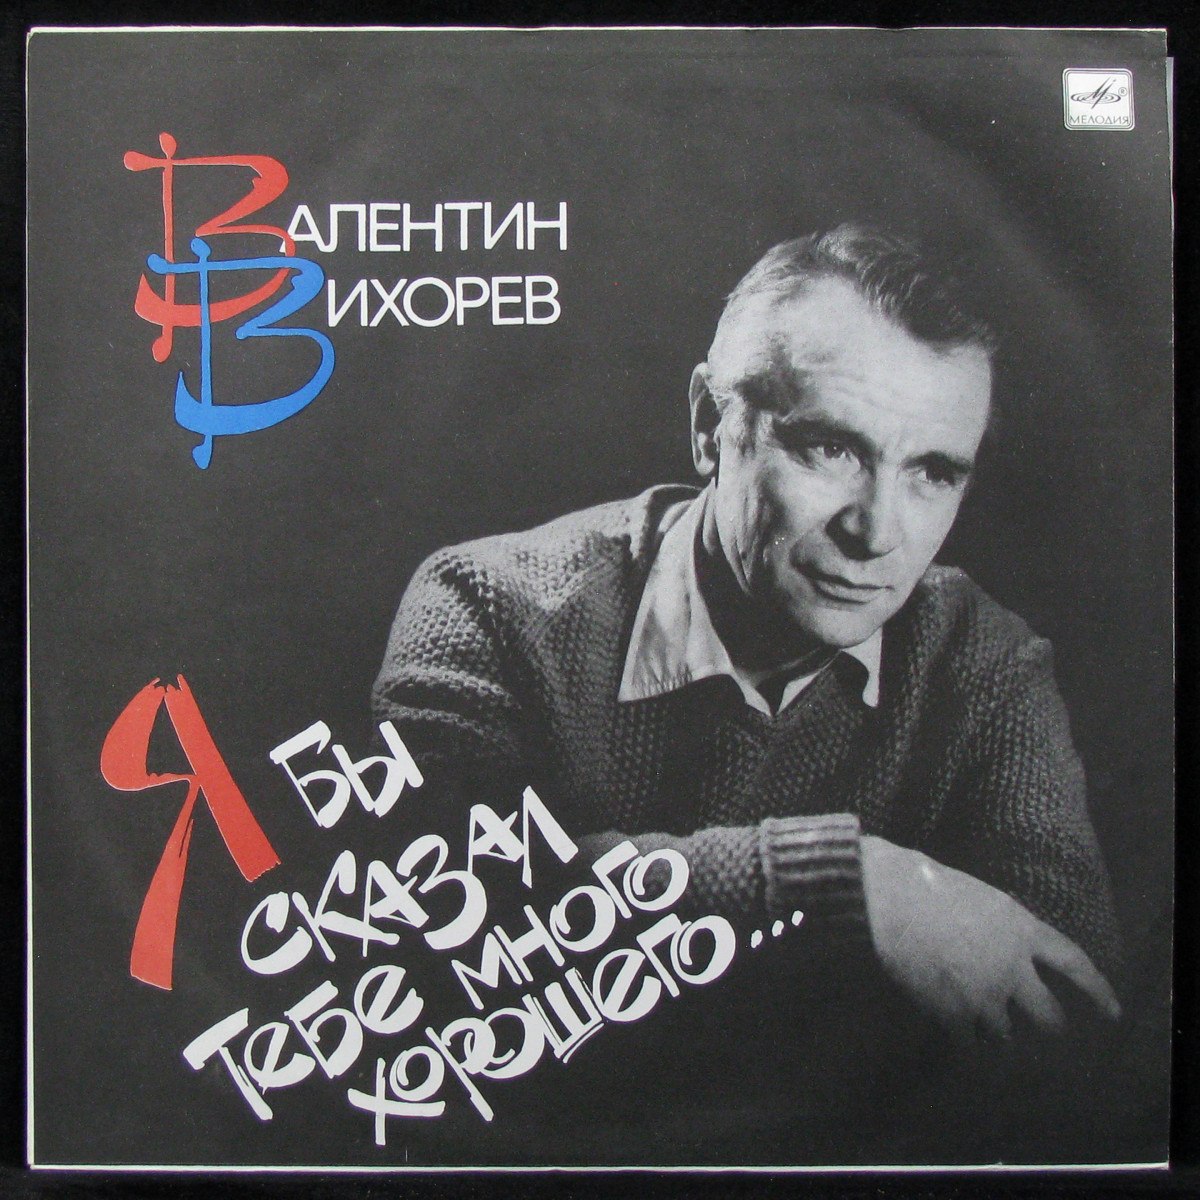 МЕЛОДИЯ
ВАЛЕНТИН
ВИХОРЕВ
Я БЫ
СКАЗАЛ
ТЕБЕ МНОГО
ХОРОШЕГО...